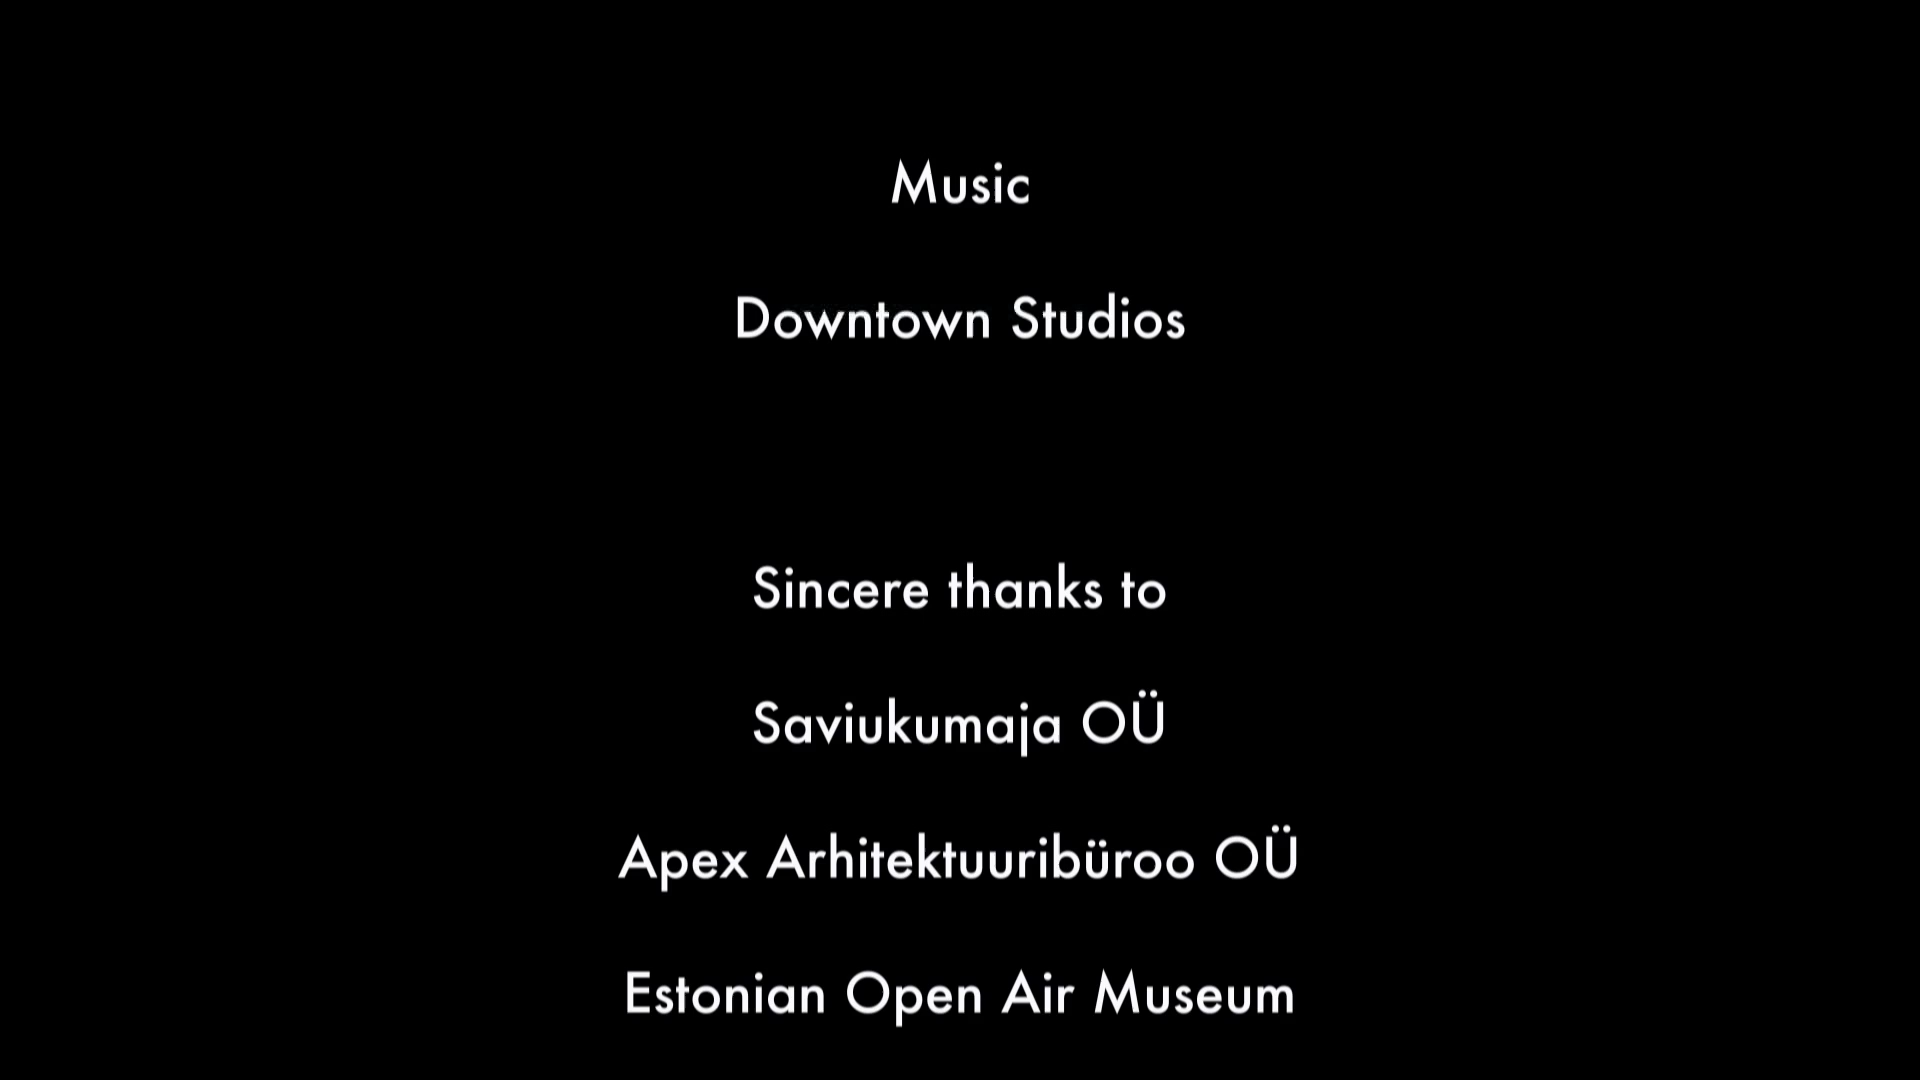 Music
Downtown Studios
Sincere thanks to
Saviukumaja OÜ
Apex Arhitektuuribüroo OÜ
Estonian Open Air Museum